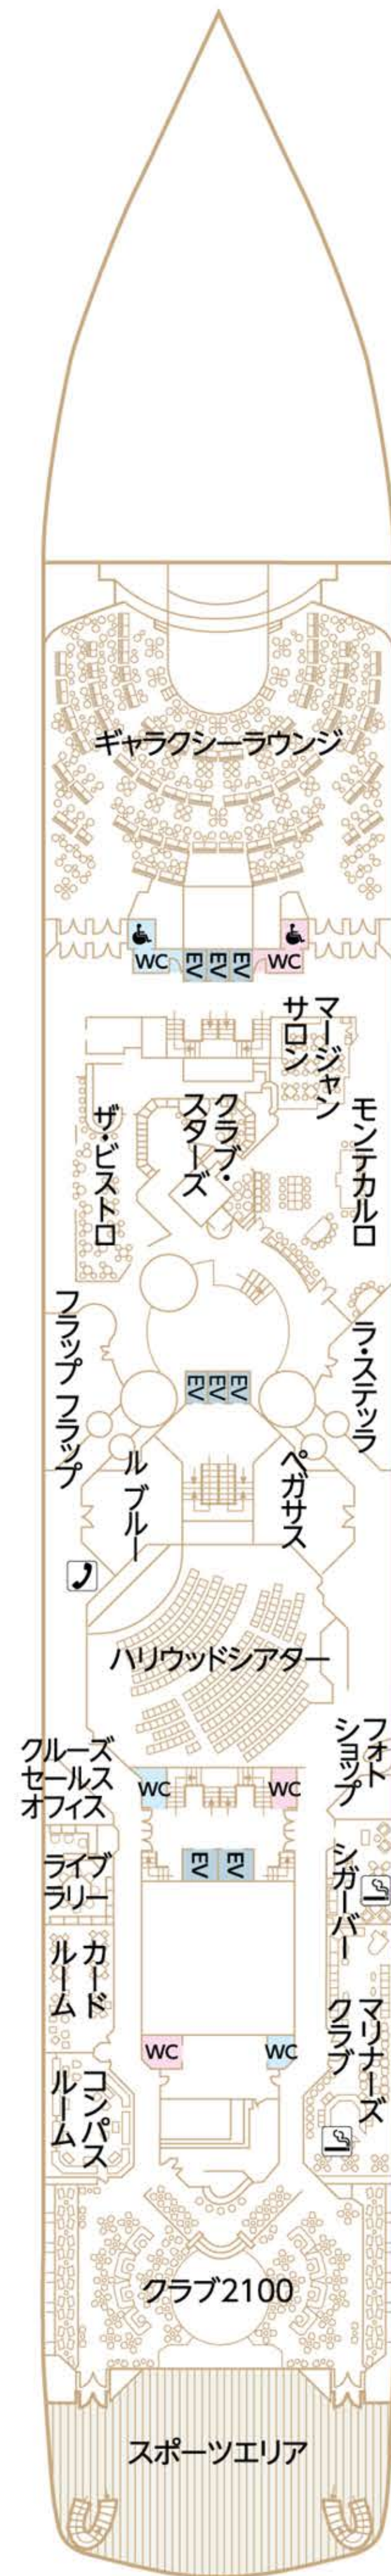 ギャラクシーラウンジ
WC
EV
EV
EV
WC
マージャン
サロン
クラブ・
スターズ
ザ・ビストロ
モンテカルロ
フラップ フラップ
EV
EV
EV
ラ・ステッラ
ル ブルー
ペガサス
ハリウッドシアター
クルーズ
セールス
オフィス
WC
WC
フォト
ショップ
EV
EV
ライブ
ラリー
シガーバー
カード
ルーム
マリナーズ
クラブ
WC
WC
コンパス
ルーム
クラブ2100
スポーツエリア